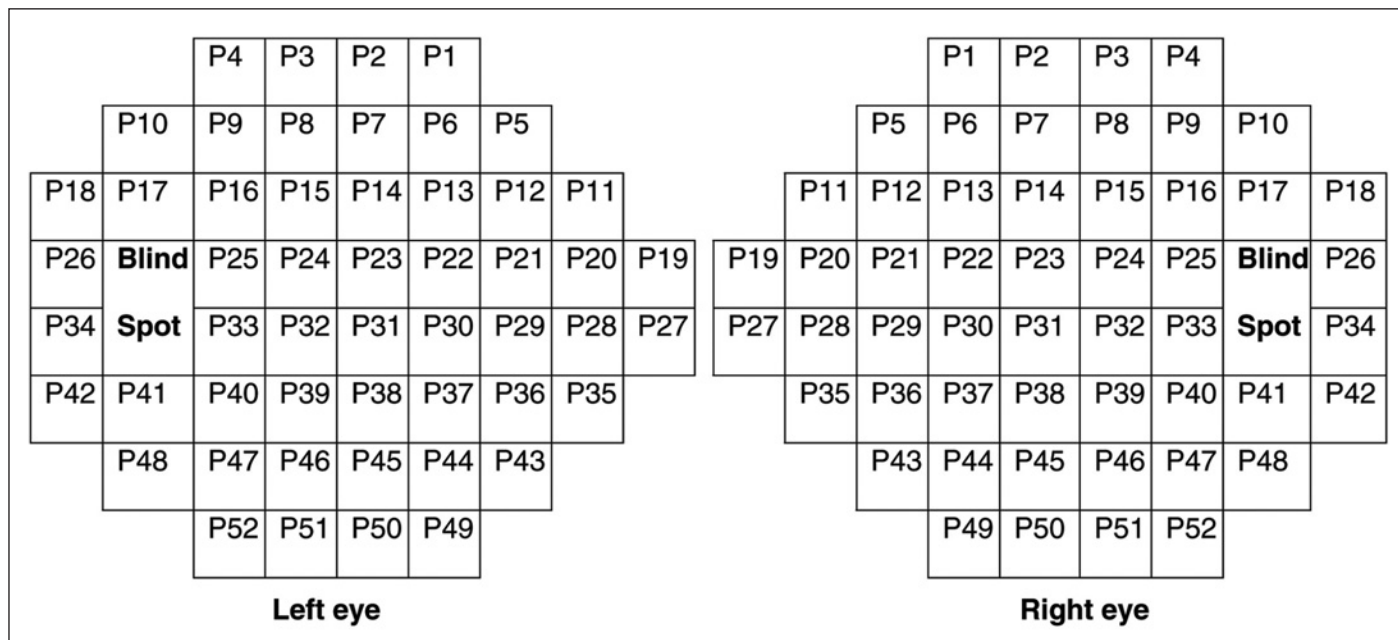 P4 P3 P2 P1 P1 P2 P3 P4
P10 P9 P8 P7 P6 P5 P5 P6 P7 P8 P9 P10
P18 P17 P16 P15 P14 P13 P12 P11 P11 P12 P13 P14 P15 P16 P17 P18
P26 Blind P25 P24 P23 P22 P21 P20 P19 P19 P20 P21 P22 P23 P24 P25 Blind P26
P34 Spot P33 P32 P31 P30 P29 P28 P27 P27 P28 P29 P30 P31 P32 P33 Spot P34
P42 P41 P40 P39 P38 P37 P36 P35 P35 P36 P37 P38 P39 P40 P41 P42
P48 P47 P46 P45 P44 P43 P43 P44 P45 P46 P47 P48
P52 P51 P50 P49 P49 P50 P51 P52
Left eye Right eye